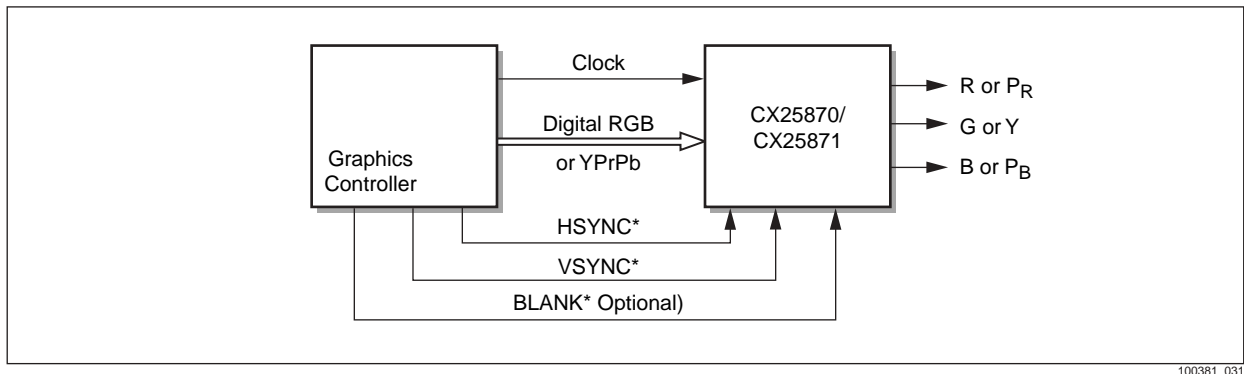 Clock
Digital RGB
or YPrPb
Graphics
Controller
CX25870/
CX25871
R or PR
G or Y
B or PB
HSYNC*
VSYNC*
BLANK* Optional)
100381_031